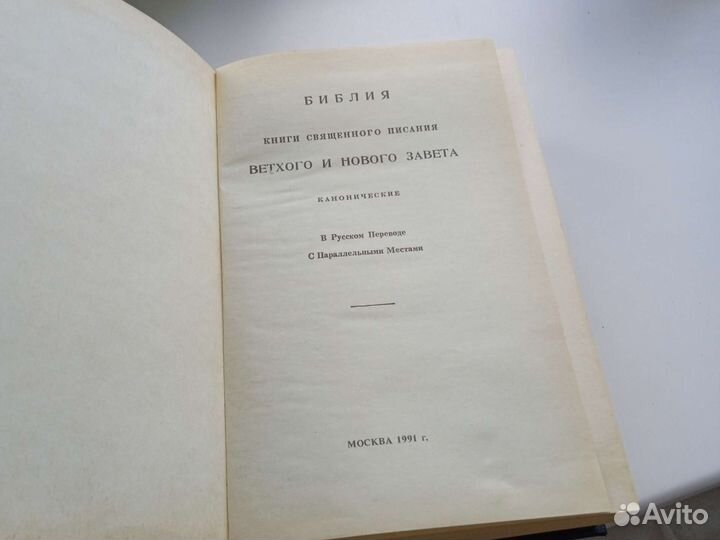 БИБЛИЯ
КНИГИ СВЯЩЕННОГО ПИСАНИЯ
ВЕТХОГО И НОВОГО ЗАВЕТА
КАНОНИЧЕСКИЕ
В Русском Переводе
С Параллельными Местами
МОСКВА 1991 г.
Avito